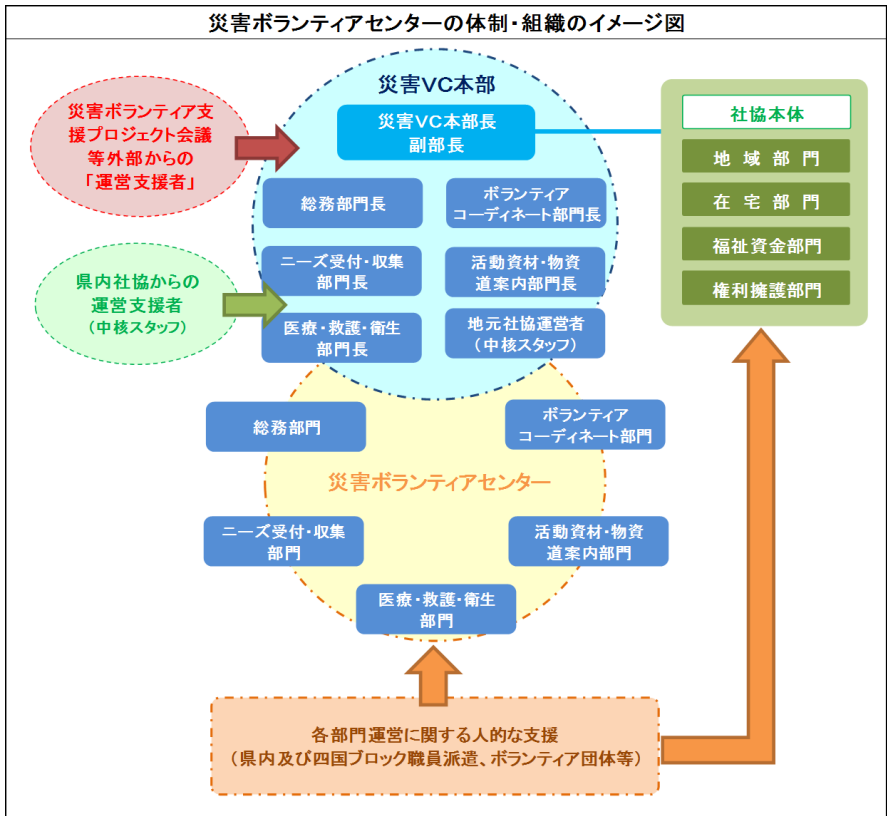 災害ボランティアセンターの体制・組織のイメージ図
災害VC本部
災害VC本部長
副部長
災害ボランティア支
援プロジェクト会議
等外部からの
「運営支援者」
社協本体
地域部門
在宅部門
福祉資金部門
権利擁護部門
総務部門長
ボランティア
コーディネート部門長
ニーズ受付・収集
部門長
活動資材・物資
道案内部門長
県内社協からの
運営支援者
（中核スタッフ）
医療・救護・衛生
部門長
地元社協運営者
（中核スタッフ）
総務部門
ボランティア
コーディネート部門
災害ボランティアセンター
ニーズ受付・収集
部門
活動資材・物資
道案内部門
医療・救護・衛生
部門
各部門運営に関する人的な支援
（県内及び四国ブロック職員派遣、ボランティア団体等）